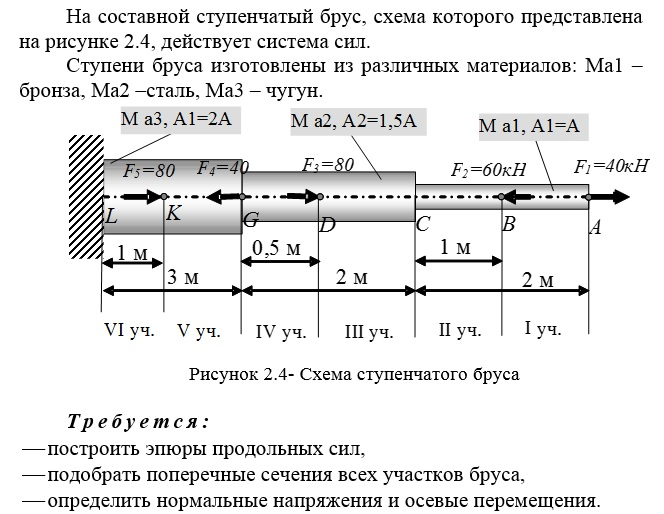 На составной ступенчатый брус, схема которого представлена
на рисунке 2.4, действует система сил.
Ступени бруса изготовлены из различных материалов: Ма1 –
бронза, Ма2 –сталь, Ма3 – чугун.
М а3, А1=2А
М а2, А2=1,5А
М а1, А1=А
F5=80
F4=40
F3=80
F2=60кН
F1=40кН
L
K
G
D
C
B
A
1 м
0,5 м
1 м
3 м
2 м
2 м
VI уч.
V уч.
IV уч.
III уч.
II уч.
I уч.
Рисунок 2.4- Схема ступенчатого бруса
Требуется:
—построить эпюры продольных сил,
—подобрать поперечные сечения всех участков бруса,
—определить нормальные напряжения и осевые перемещения.